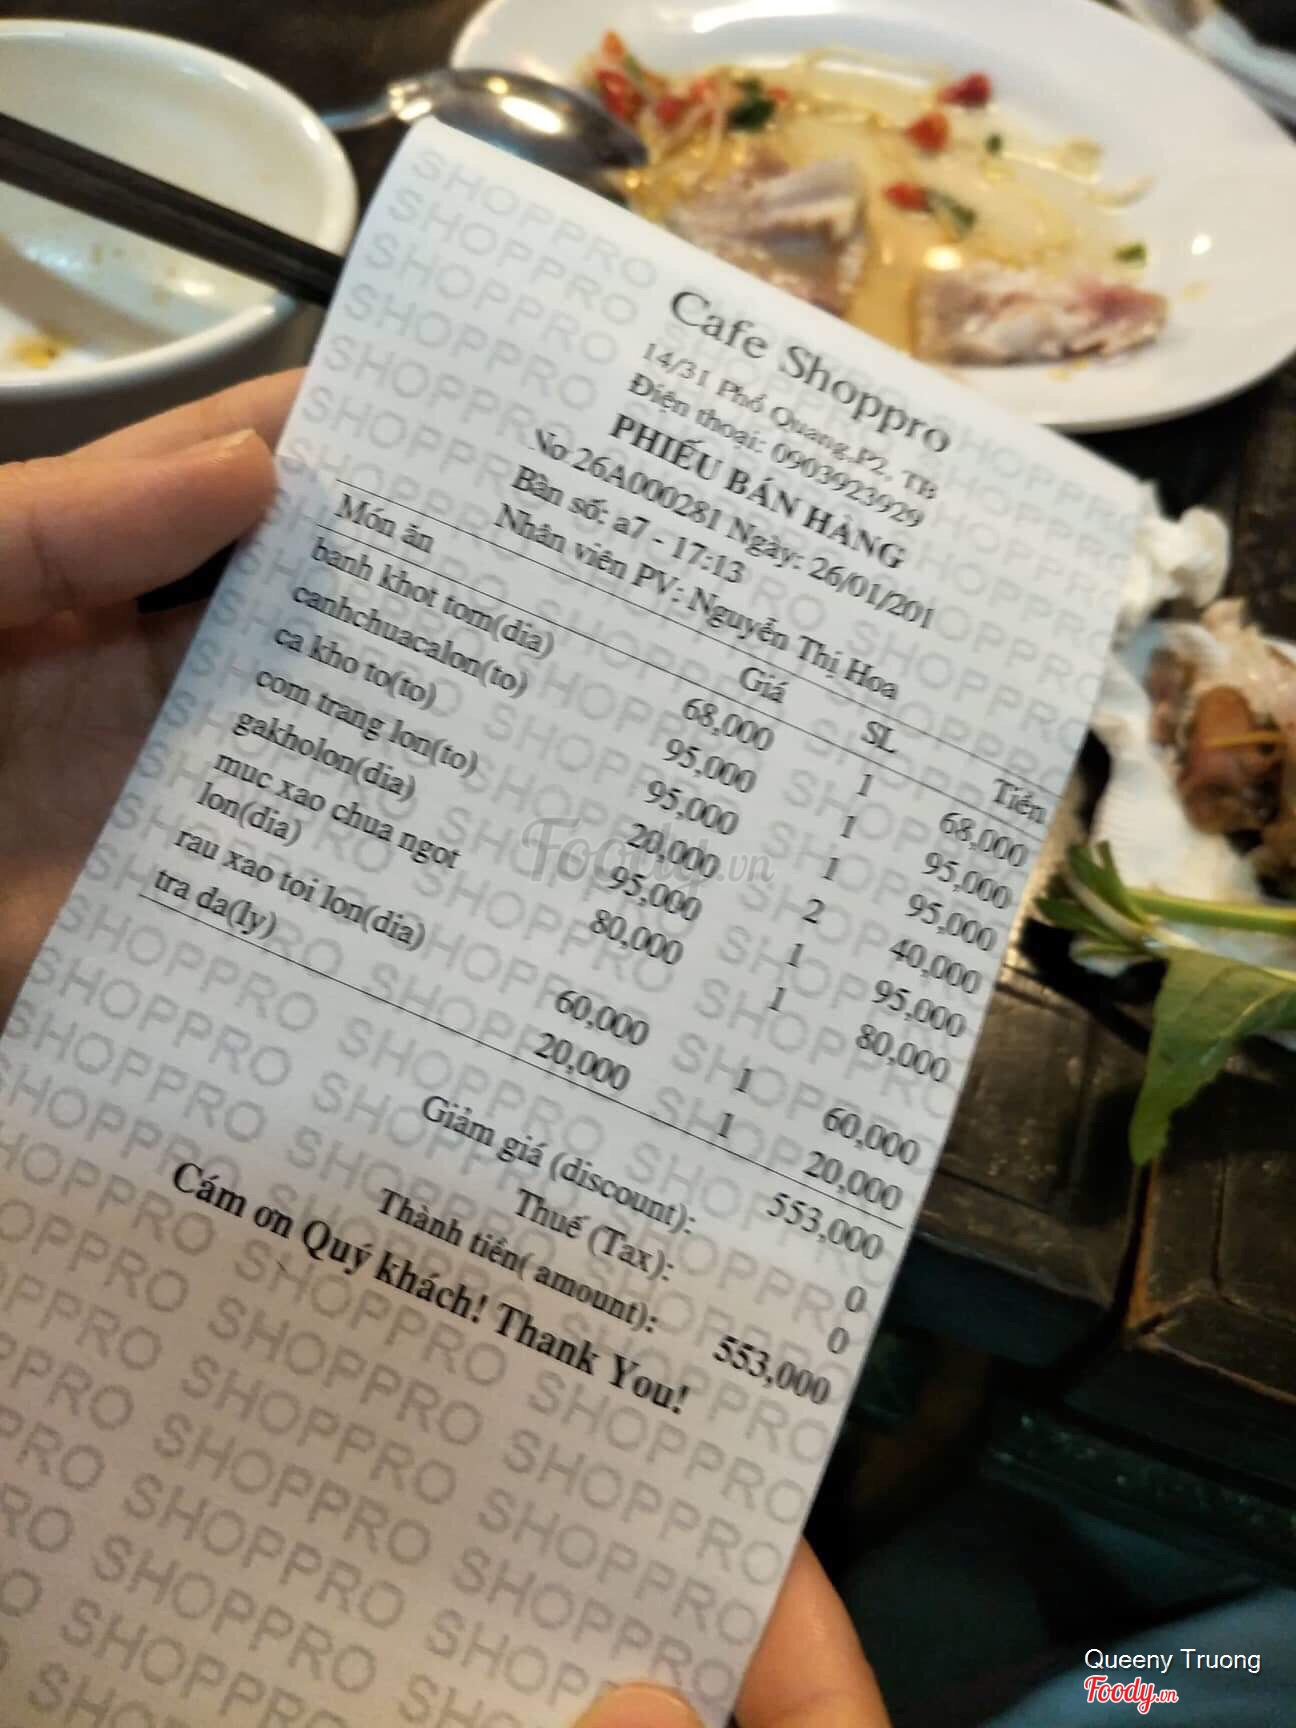 Cafe Shoppro
14/31 Phổ Quang,P2, TB
Điện thoại: 0903923929
PHIẾU BÁN HÀNG
No 26A000281 Ngày: 26/01/201
Bàn số: a7 - 17:13
Nhân viên PV: Nguyễn Thị Hoa
Món ăn Giá SL Tiền
banh khot tom(dia) 68,000 1 68,000
canhchuacalon(to) 95,000 1 95,000
ca kho to(to) 95,000 1 95,000
com trang lon(to) 20,000 2 40,000
gakholon(dia) 95,000 1 95,000
muc xao chua ngot 80,000 1 80,000
lon(dia)
rau xao toi lon(dia) 60,000 1 60,000
tra da(ly) 20,000 1 20,000
553,000
Giảm giá (discount): 0
Thuế (Tax): 0
Thành tiền( amount): 553,000
Cám ơn Quý khách! Thank You!
SHOPPRO
Foody.vn
Queeny Truong
Foody.vn